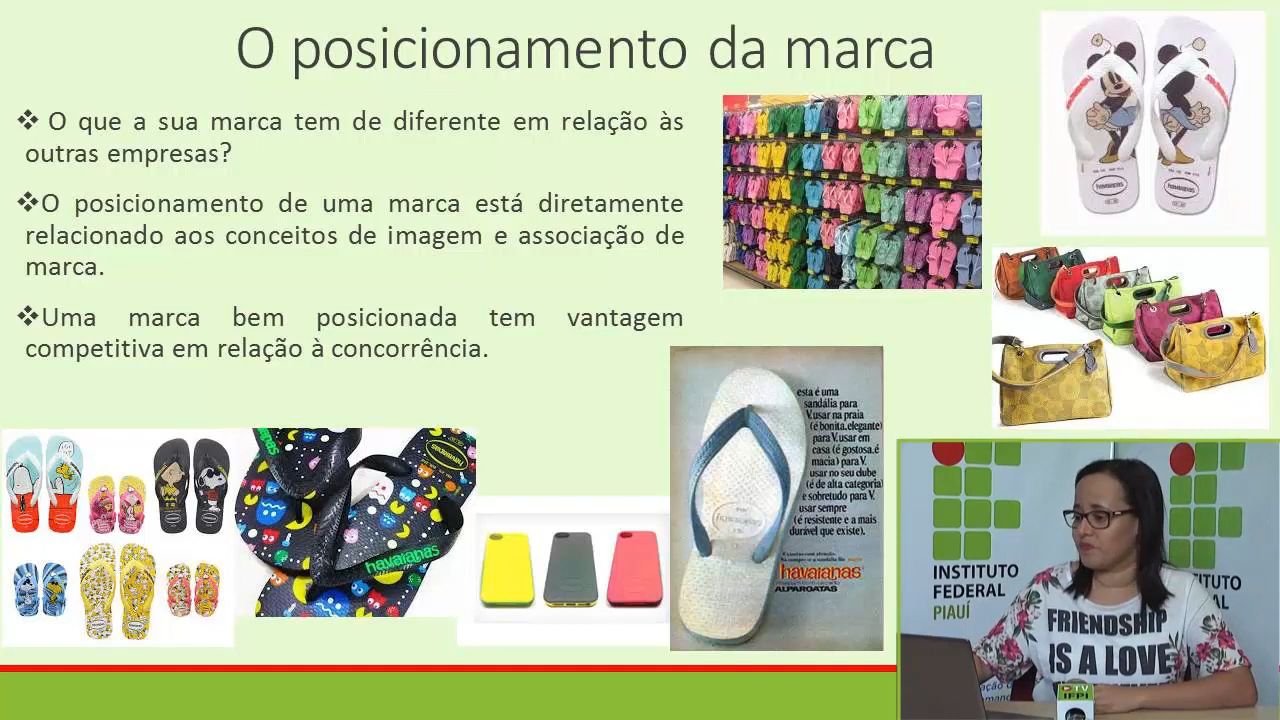 O posicionamento da marca
❖ O que a sua marca tem de diferente em relação às
outras empresas?
❖O posicionamento de uma marca está diretamente
relacionado aos conceitos de imagem e associação de
marca.
❖Uma marca bem posicionada tem vantagem
competitiva em relação à concorrência.
havaianas
havaianas
esta é uma
sandália para
V.usar na praia
(é bonita,elegante)
para V.usar em
casa (é gostosa,é
macia) para V.
usar no seu clube
(é de alta categoria)
e sobretudo para V.
usar sempre
(é resistente e a mais
durável que existe).
havaianas
ALPARGATAS
havaianas
INSTITUTO
FEDERAL
PIAUÍ
FRIENDSHIP
IS A LOVE
TV
IFPI